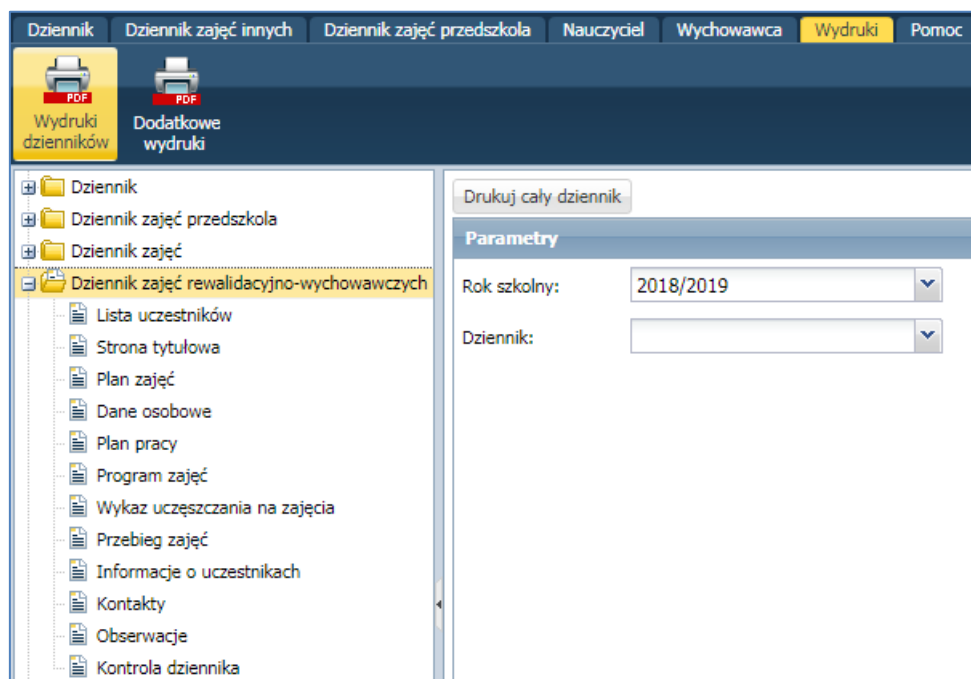 Dziennik Dziennik zajęć innych Dziennik zajęć przedszkola Nauczyciel Wychowawca Wydruki Pomoc
PDF PDF
Wydruki
dzienników
Dodatkowe
wydruki
Dziennik
Dziennik zajęć przedszkola
Dziennik zajęć
Dziennik zajęć rewalidacyjno-wychowawczych
Lista uczestników
Strona tytułowa
Plan zajęć
Dane osobowe
Plan pracy
Program zajęć
Wykaz uczęszczania na zajęcia
Przebieg zajęć
Informacje o uczestnikach
Kontakty
Obserwacje
Kontrola dziennika
Drukuj cały dziennik
Parametry
Rok szkolny: 2018/2019
Dziennik: